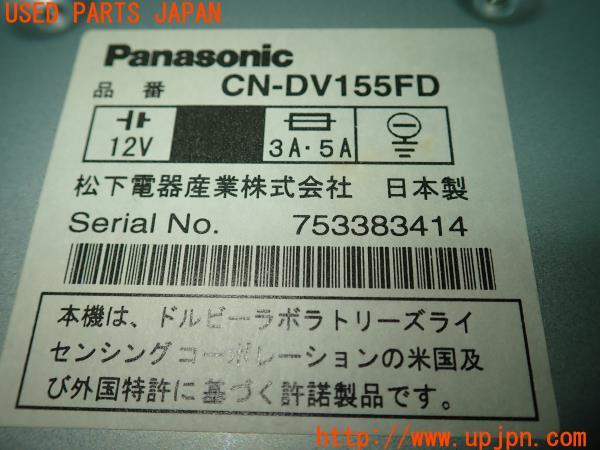 USED PARTS JAPAN
Panasonic
品番 CN-DV155FD
12V 3A・5A
松下電器産業株式会社 日本製
Serial No. 753383414
本機は、ドルビーラボラトリーズライ
センシングコーポレーションの米国及
び外国特許に基づく許諾製品です。
http://www.upjpn.com